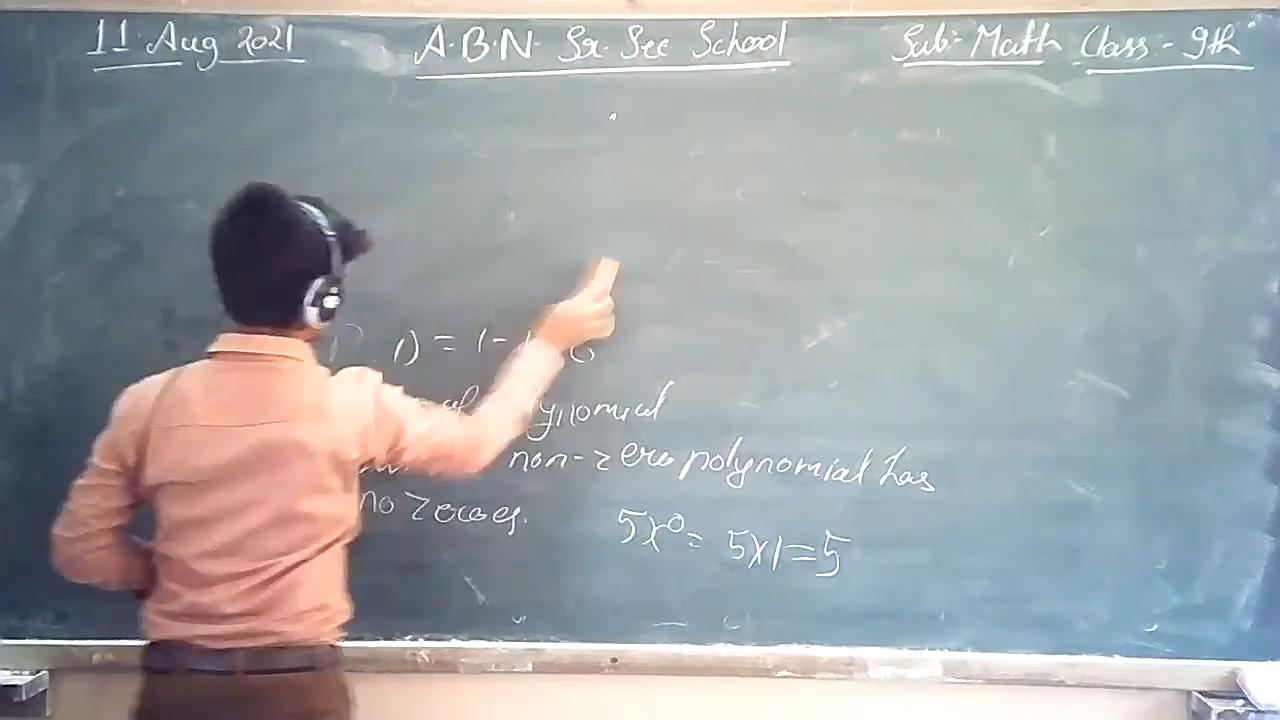 11 Aug 2021 A.B.N. Sr. Sec School Sub:- Math Class - 9th
1) = 1 -
of
non-zero polynomial has
no zeroes.
5x⁰ = 5x1 = 5